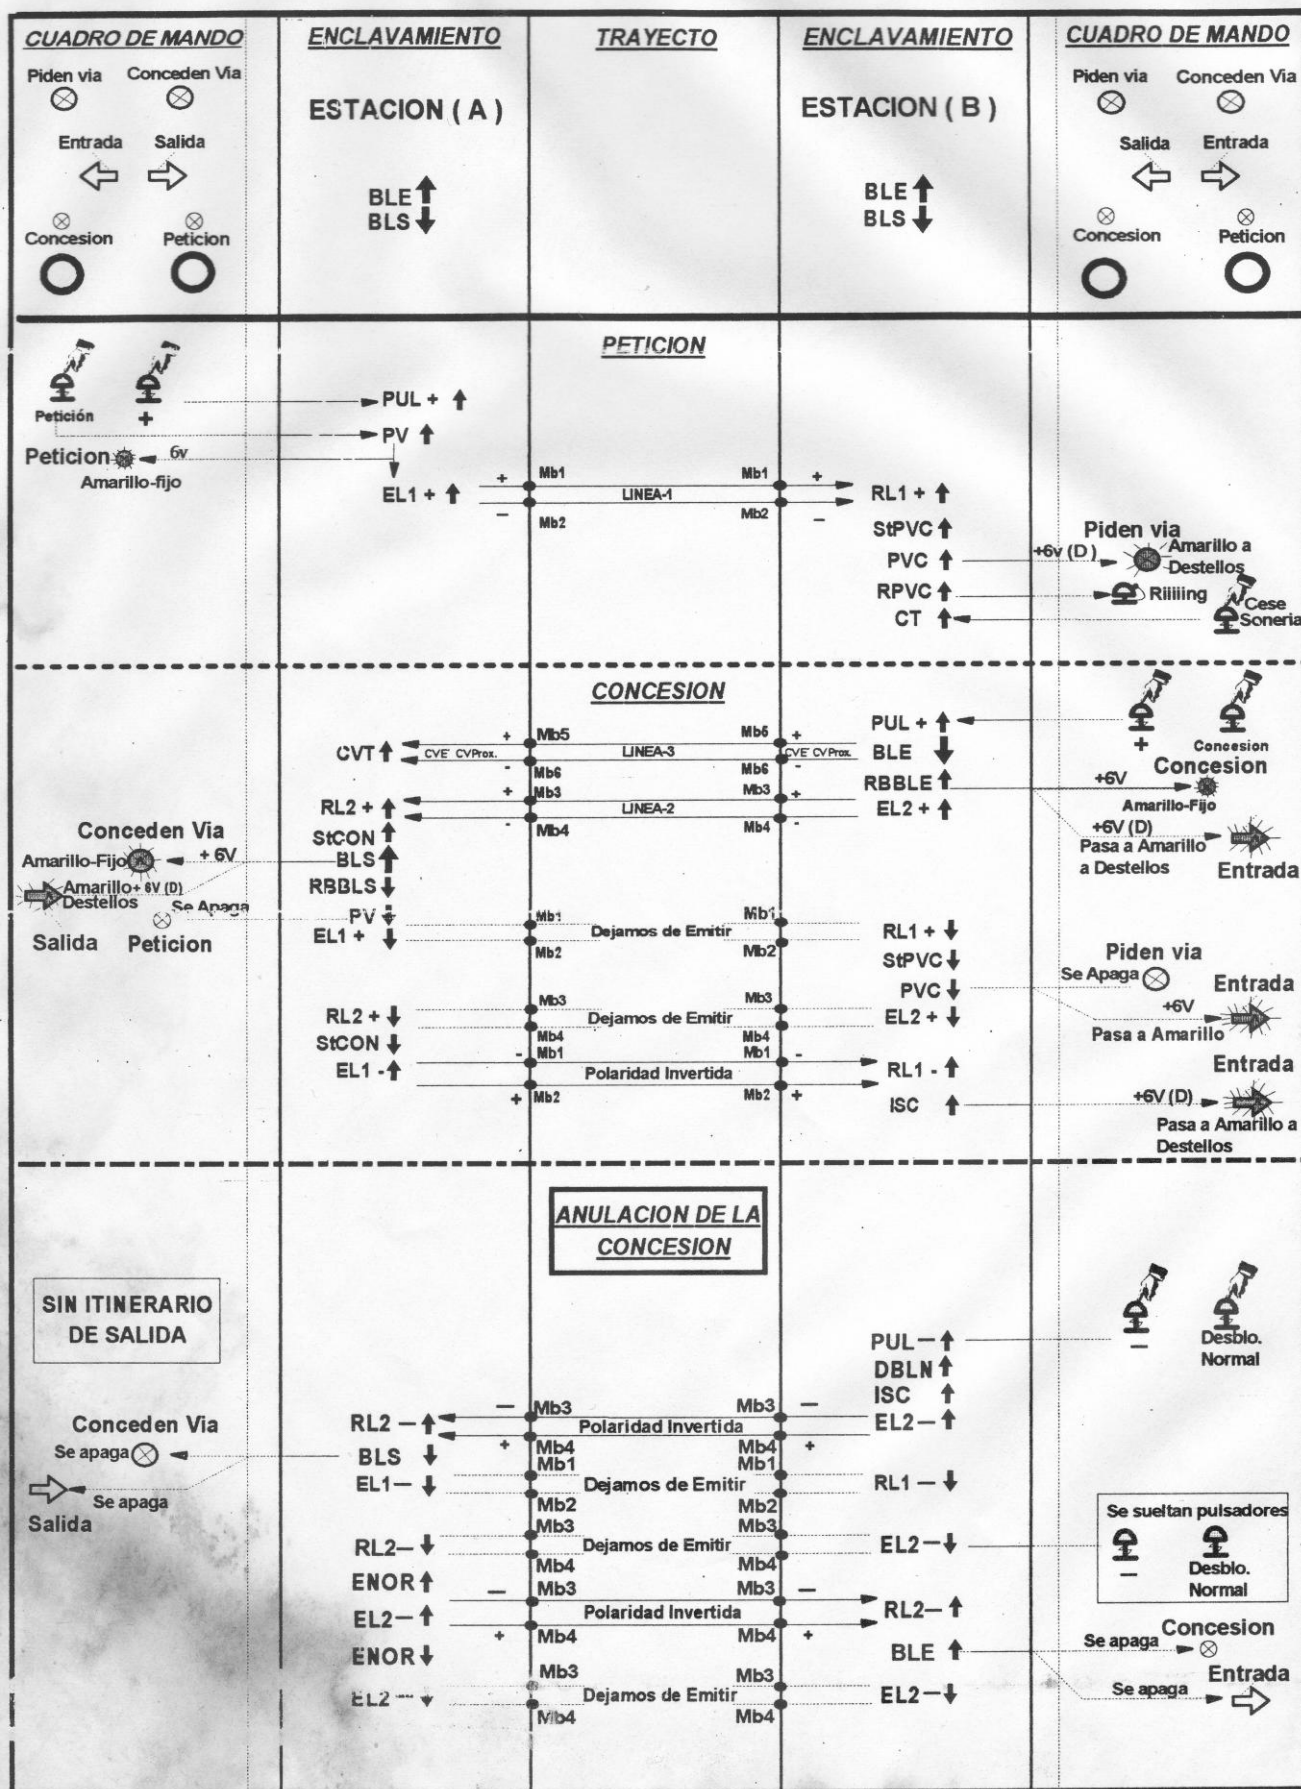 CUADRO DE MANDO
ENCLAVAMIENTO
TRAYECTO
ENCLAVAMIENTO
CUADRO DE MANDO
Piden via
Conceden Via
ESTACION ( A )
ESTACION ( B )
Piden via
Conceden Via
Entrada
Salida
Salida
Entrada
BLE
BLS
BLE
BLS
Concesion
Peticion
Concesion
Peticion
PETICION
Petición
+
PUL +
PV
Peticion
6v
Amarillo-fijo
EL1 +
+
Mb1
LINEA-1
Mb1
+
RL1 +
–
Mb2
Mb2
–
StPVC
Piden via
PVC
+6v (D )
Amarillo a
Destellos
RPVC
Riiiiing
CT
Cese
Soneria
CONCESION
PUL +
+
Concesion
CVT
CVE' CVProx.
+
Mb5
LINEA-3
Mb5
+
CVE' CVProx.
BLE
-
Mb6
Mb6
-
RBBLE
+6V
Concesion
Amarillo-Fijo
RL2 +
+
Mb3
LINEA-2
Mb3
+
EL2 +
-
Mb4
Mb4
-
+6V (D)
Pasa a Amarillo
a Destellos
Entrada
StCON
Conceden Via
Amarillo-Fijo
+ 6V
BLS
Amarillo+ 6V (D)
Destellos
RBBLS
Salida
Se Apaga
Peticion
PV
EL1 +
Mb1
Dejamos de Emitir
Mb1
RL1 +
Mb2
Mb2
StPVC
Piden via
Se Apaga
PVC
Entrada
+6V
Pasa a Amarillo
RL2 +
Mb3
Dejamos de Emitir
Mb3
EL2 +
Mb4
Mb4
StCON
EL1 -
-
Mb1
Polaridad Invertida
Mb1
-
RL1 -
Entrada
+
Mb2
Mb2
+
ISC
+6V (D)
Pasa a Amarillo a
Destellos
ANULACION DE LA
CONCESION
SIN ITINERARIO
DE SALIDA
PUL –
–
Desblo.
Normal
DBLN
ISC
RL2 –
–
Mb3
Polaridad Invertida
Mb3
–
EL2 –
+
Mb4
Mb4
+
Conceden Via
Se apaga
BLS
Se apaga
Salida
EL1 –
Mb1
Dejamos de Emitir
Mb1
RL1 –
Mb2
Mb2
Se sueltan pulsadores
–
Desblo.
Normal
RL2 –
Mb3
Dejamos de Emitir
Mb3
EL2 –
Mb4
Mb4
ENOR
EL2 –
–
Mb3
Polaridad Invertida
Mb3
–
RL2 –
+
Mb4
Mb4
+
ENOR
BLE
Se apaga
Concesion
Se apaga
Entrada
EL2 –
Mb3
Dejamos de Emitir
Mb3
EL2 –
Mb4
Mb4